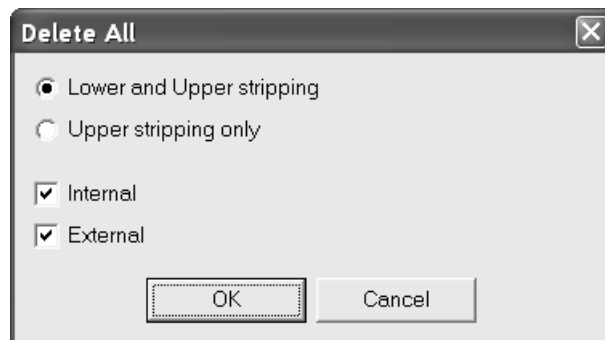 Delete All
Lower and Upper stripping
Upper stripping only
Internal
External
OK Cancel